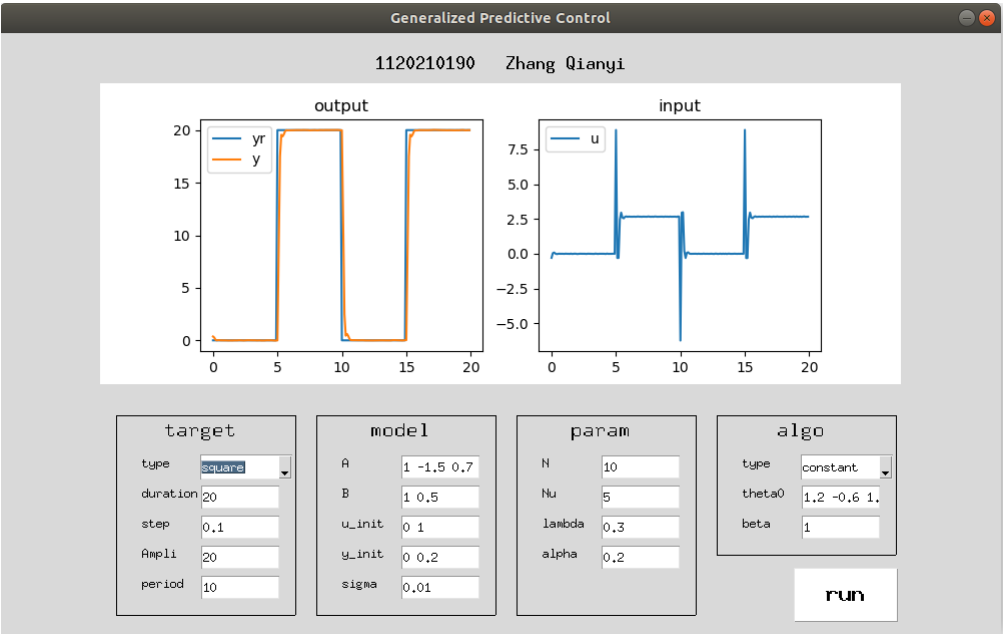 Generalized Predictive Control
1120210190 Zhang Qianyi
output
input
yr
y
20
15
10
5
0
0 5 10 15 20
u
7.5
5.0
2.5
0.0
−2.5
−5.0
0 5 10 15 20
target
type square
duration 20
step 0.1
Ampli 20
period 10
model
A 1 -1.5 0.7
B 1 0.5
u_init 0 1
y_init 0 0.2
sigma 0.01
param
N 10
Nu 5
lambda 0.3
alpha 0.2
algo
type constant
theta0 1.2 -0.6 1.
beta 1
run